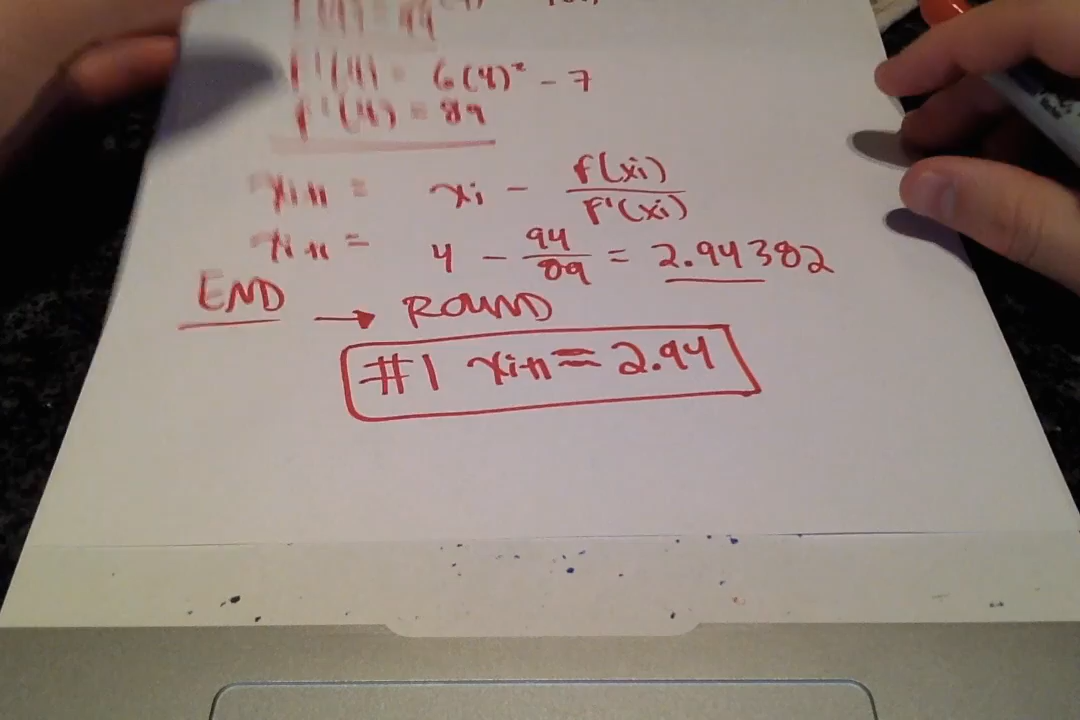 f'(4) = 6(4)² - 7
f'(4) = 89
xi+1 = xi - f(xi)/f'(xi)
xi+1 = 4 - 94/89 = 2.94382
END → ROUND
#1 xi+1 = 2.94